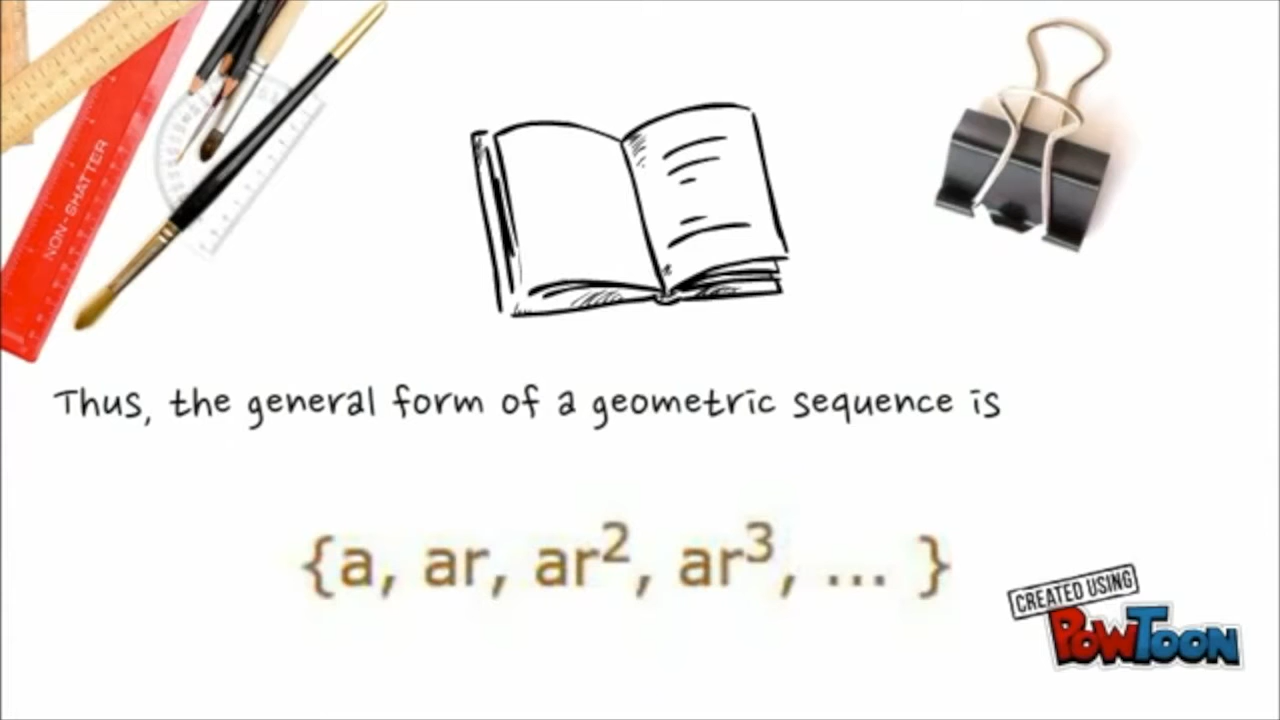 NON-SHATTER
Thus, the general form of a geometric sequence is
{a, ar, ar², ar³, ... }
CREATED USING
POWTOON